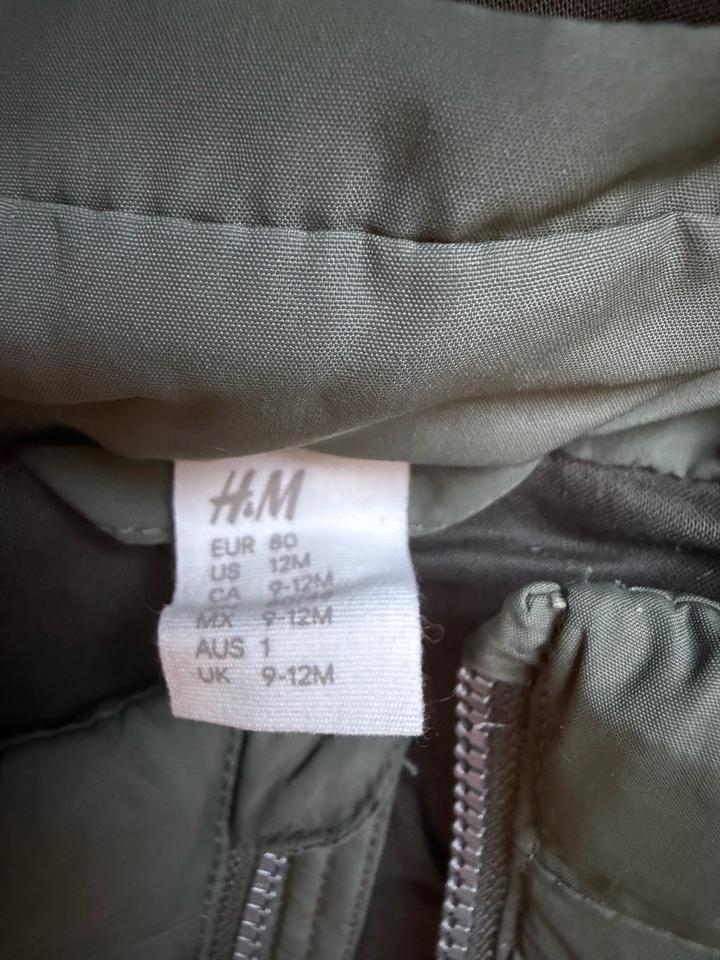 H&M
EUR 80
US 12M
CA 9-12M
MX 9-12M
AUS 1
UK 9-12M